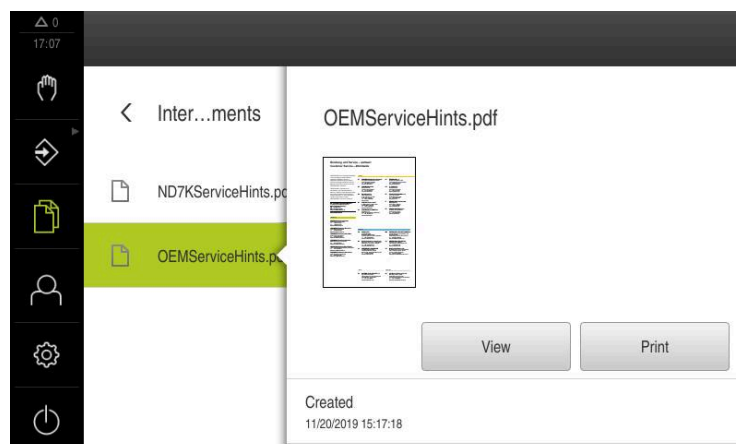 0
17:07
Inter...ments
ND7KServiceHints.pd
OEMServiceHints.pd
OEMServiceHints.pdf
View
Print
Created
11/20/2019 15:17:18